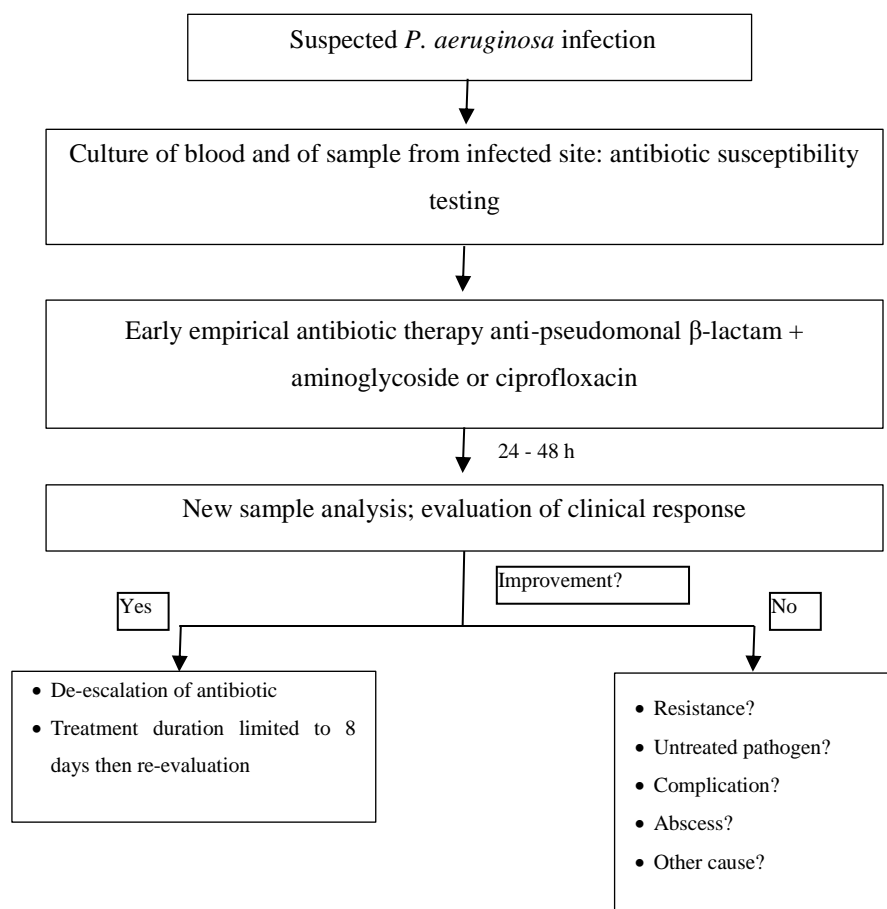 Suspected P. aeruginosa infection
Culture of blood and of sample from infected site: antibiotic susceptibility
testing
Early empirical antibiotic therapy anti-pseudomonal β-lactam +
aminoglycoside or ciprofloxacin
24 - 48 h
New sample analysis; evaluation of clinical response
Improvement?
Yes
No
• De-escalation of antibiotic
• Treatment duration limited to 8
days then re-evaluation
• Resistance?
• Untreated pathogen?
• Complication?
• Abscess?
• Other cause?